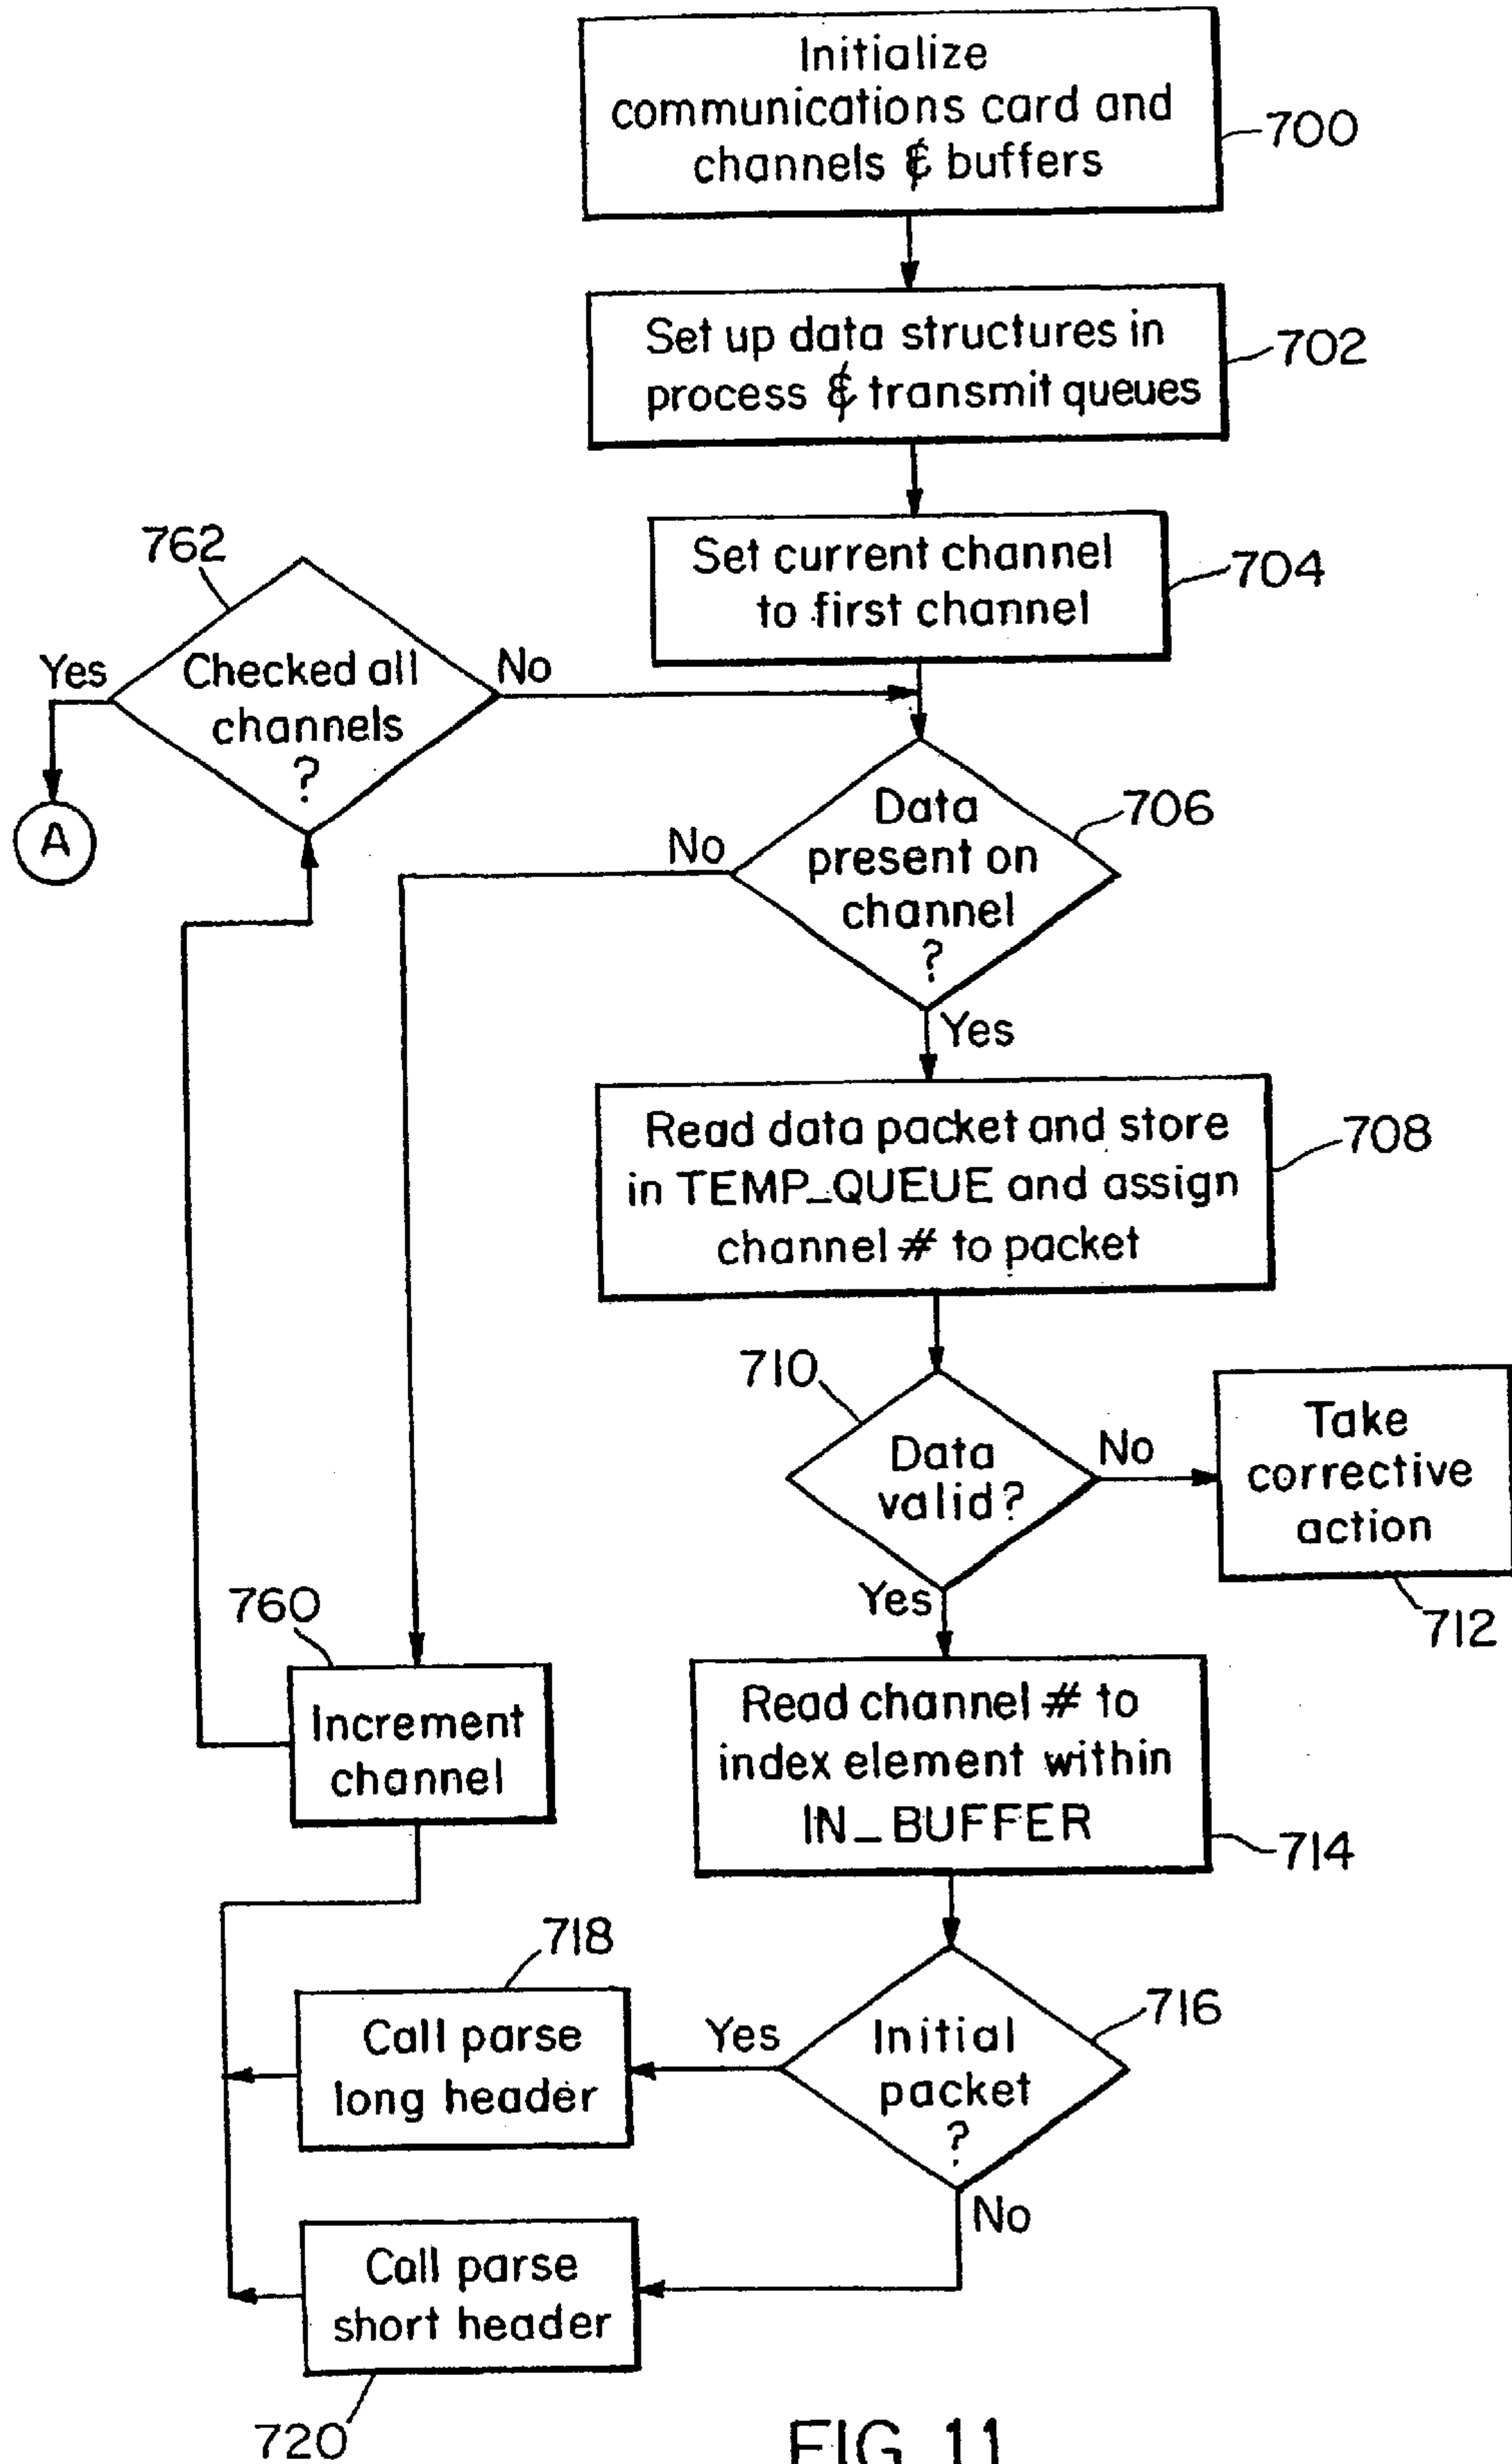 Initialize
communications card and
channels & buffers
700
Set up data structures in
process & transmit queues
702
Set current channel
to first channel
704
762
Yes
Checked all
channels
?
No
A
Data
present on
channel
?
706
No
Yes
Read data packet and store
in TEMP_QUEUE and assign
channel # to packet
708
710
Data
valid?
No
Take
corrective
action
712
Yes
760
Increment
channel
Read channel # to
index element within
IN_BUFFER
714
718
Call parse
long header
Yes
Initial
packet
?
716
No
Call parse
short header
720
FIG. 11